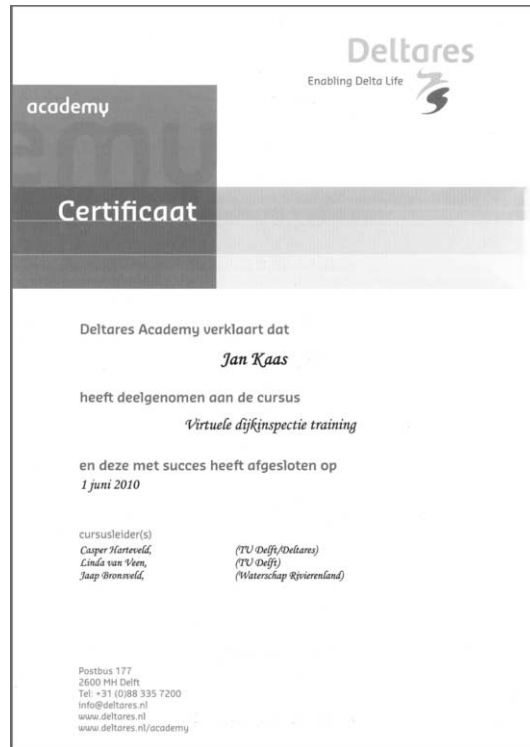 Deltares
Enabling Delta Life
academy
emy
Certificaat
Deltares Academy verklaart dat
Jan Kaas
heeft deelgenomen aan de cursus
Virtuele dijkinspectie training
en deze met succes heeft afgesloten op
1 juni 2010
cursusleider(s)
Casper Harteveld, (TU Delft/Deltares)
Linda van Veen, (TU Delft)
Jaap Bronsveld, (Waterschap Rivierenland)
Postbus 177
2600 MH Delft
Tel: +31 (0)88 335 7200
info@deltares.nl
www.deltares.nl
www.deltares.nl/academy